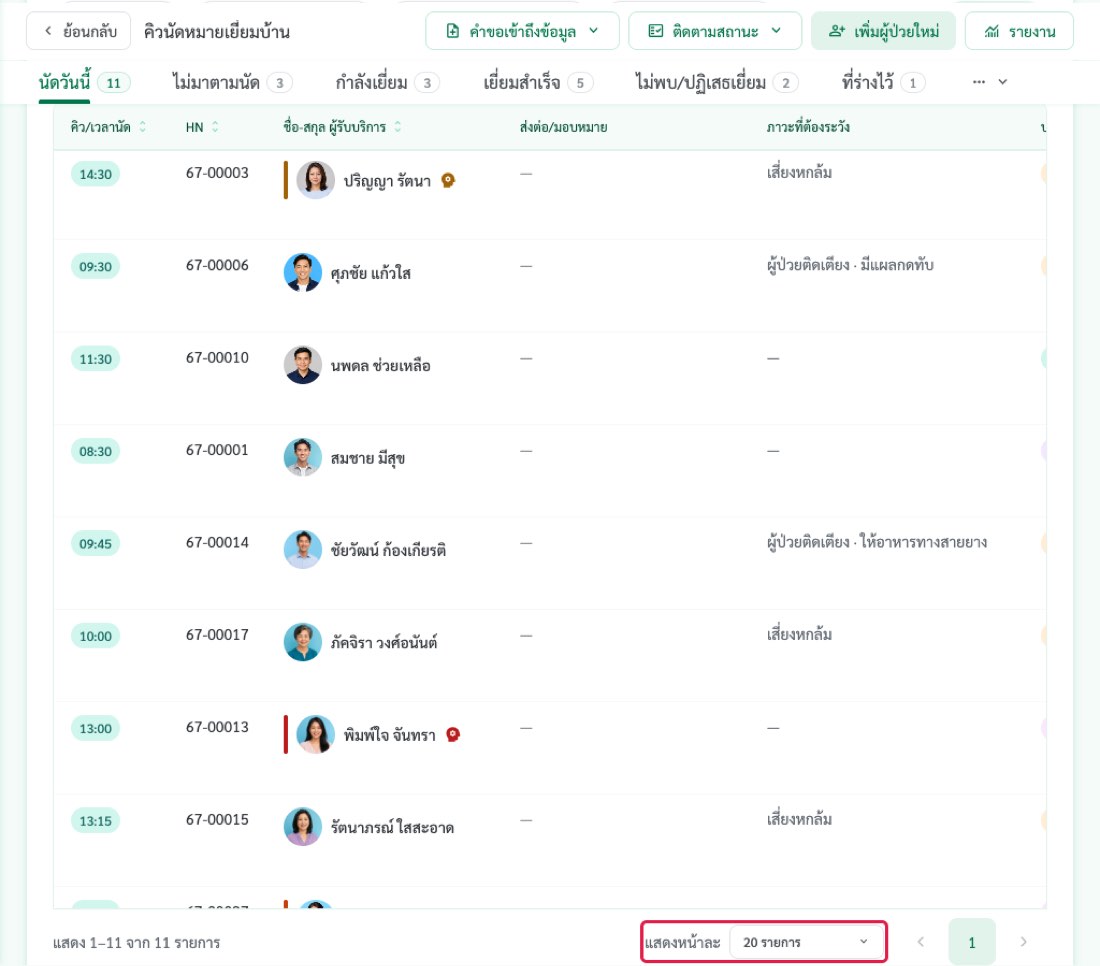 ย้อนกลับ คิวนัดหมายเยี่ยมบ้าน คำขอเข้าถึงข้อมูล ติดตามสถานะ เพิ่มผู้ป่วยใหม่ รายงาน
นัดวันนี้ 11 ไม่มาตามนัด 3 กำลังเยี่ยม 3 เยี่ยมสำเร็จ 5 ไม่พบ/ปฏิเสธเยี่ยม 2 ที่ร่างไว้ 1 ...
คิว/เวลานัด HN ชื่อ-สกุล ผู้รับบริการ ส่งต่อ/มอบหมาย ภาวะที่ต้องระวัง
14:30 67-00003 ปริญญา รัตนา — เสี่ยงหกล้ม
09:30 67-00006 ศุภชัย แก้วใส — ผู้ป่วยติดเตียง · มีแผลกดทับ
11:30 67-00010 นพดล ช่วยเหลือ — —
08:30 67-00001 สมชาย มีสุข — —
09:45 67-00014 ชัยวัฒน์ ก้องเกียรติ — ผู้ป่วยติดเตียง · ให้อาหารทางสายยาง
10:00 67-00017 ภัคจิรา วงศ์อนันต์ — เสี่ยงหกล้ม
13:00 67-00013 พิมพ์ใจ จันทรา — —
13:15 67-00015 รัตนาภรณ์ ใสสะอาด — เสี่ยงหกล้ม
แสดง 1–11 จาก 11 รายการ แสดงหน้าละ 20 รายการ 1